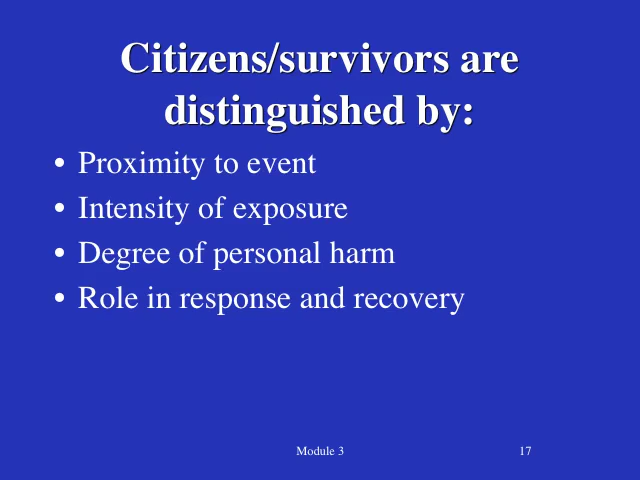 Citizens/survivors are
distinguished by:
• Proximity to event
• Intensity of exposure
• Degree of personal harm
• Role in response and recovery
Module 3
17